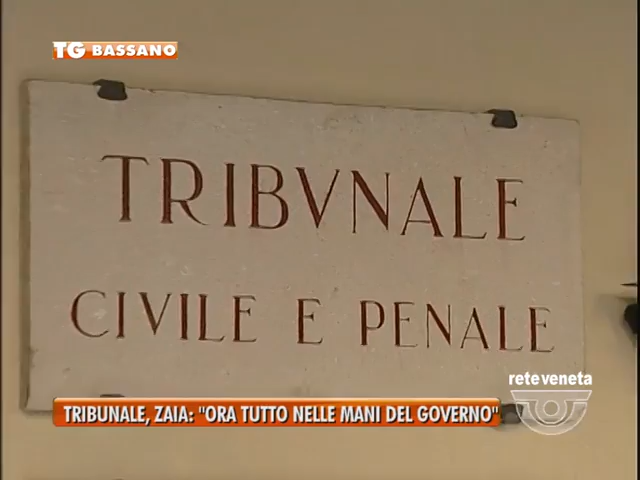 TG BASSANO
TRIBVNALE
CIVILE E PENALE
reteveneta
TRIBUNALE, ZAIA: "ORA TUTTO NELLE MANI DEL GOVERNO"